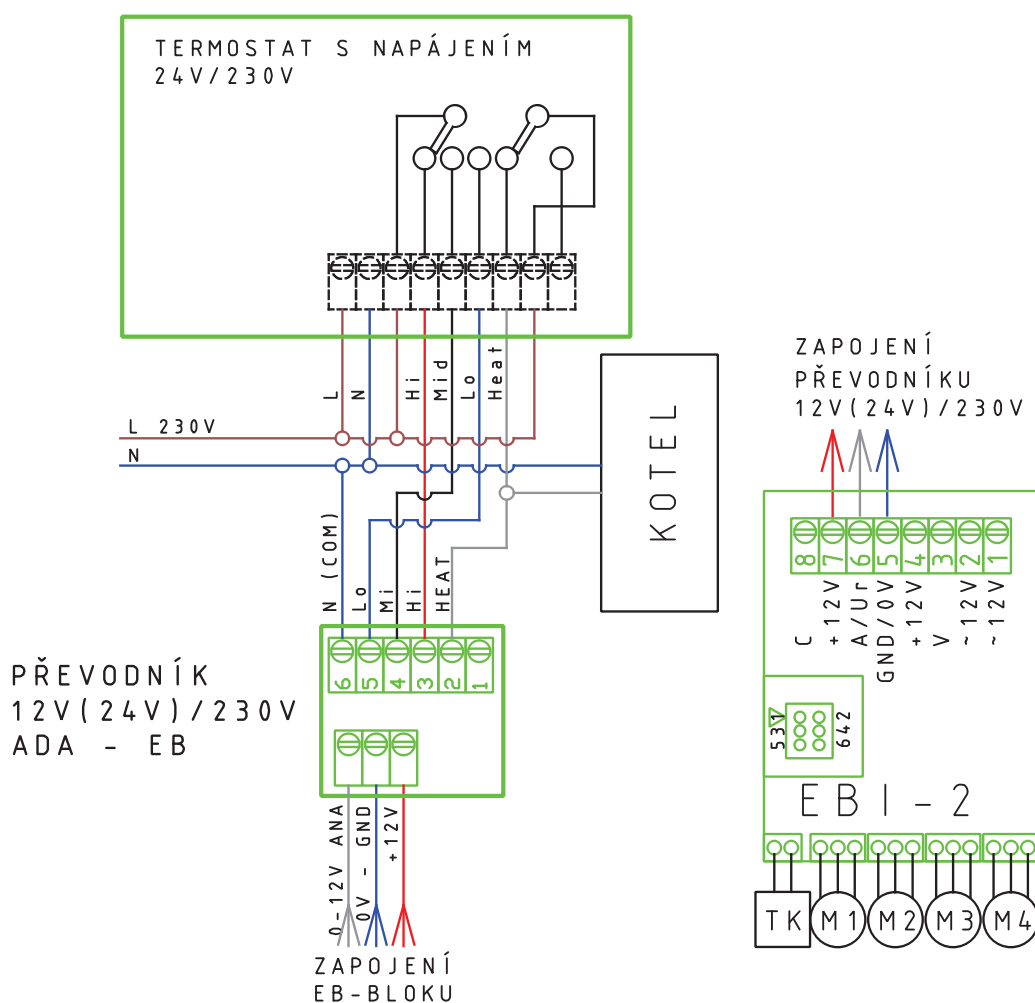 TERMOSTAT S NAPÁJENÍM
24V/230V
L
N
Hi
Mid
Lo
Heat
L 230V
N
KOTEL
N (COM)
Lo
Mi
Hi
HEAT
6
5
4
3
2
1
PŘEVODNÍK
12V(24V)/230V
ADA - EB
0-12V ANA
0V - GND
+12V
ZAPOJENÍ
EB-BLOKU
ZAPOJENÍ
PŘEVODNÍKU
12V(24V)/230V
8
7
6
5
4
3
2
1
C
+12V
A/Ur
GND/0V
+12V
V
~12V
~12V
531
642
EBI-2
TK
M1
M2
M3
M4